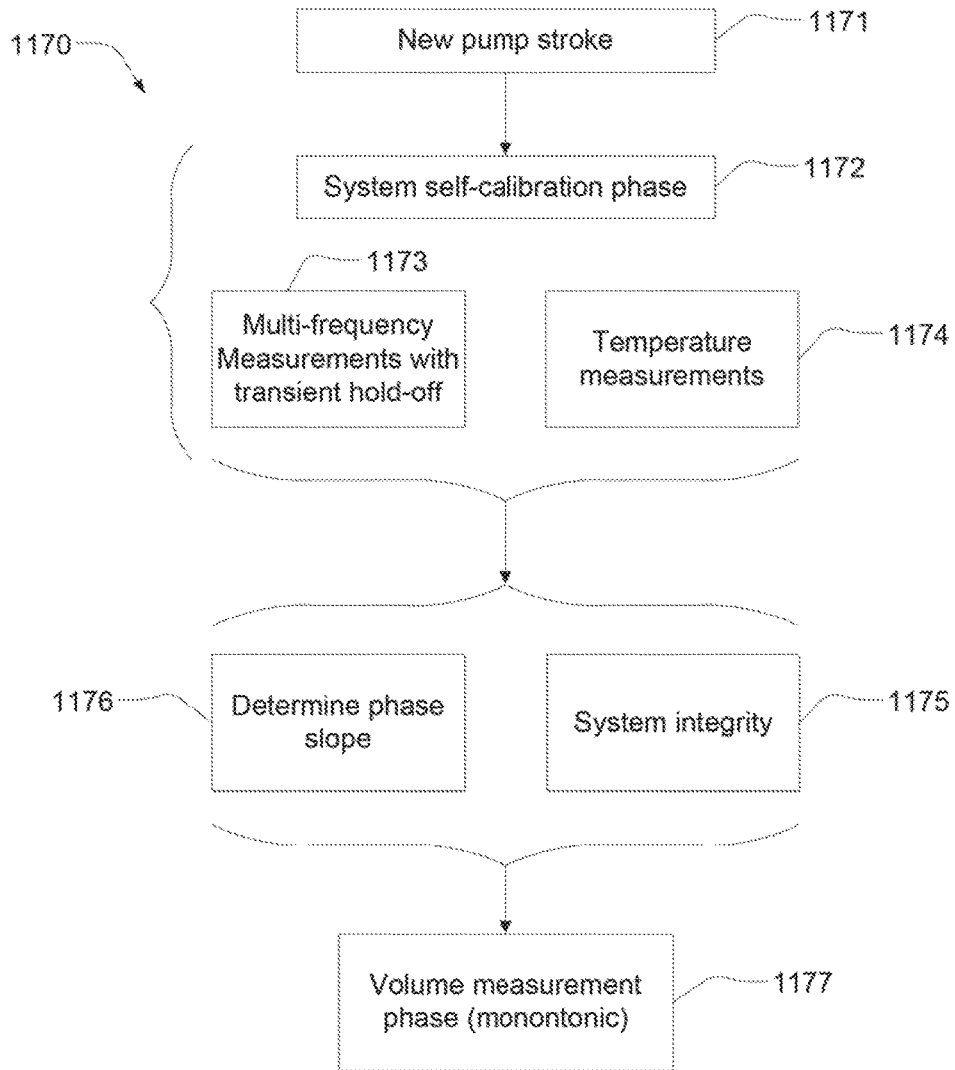 1170
New pump stroke
1171
System self-calibration phase
1172
1173
Multi-frequency
Measurements with
transient hold-off
Temperature
measurements
1174
1176
Determine phase
slope
System integrity
1175
Volume measurement
phase (monontonic)
1177